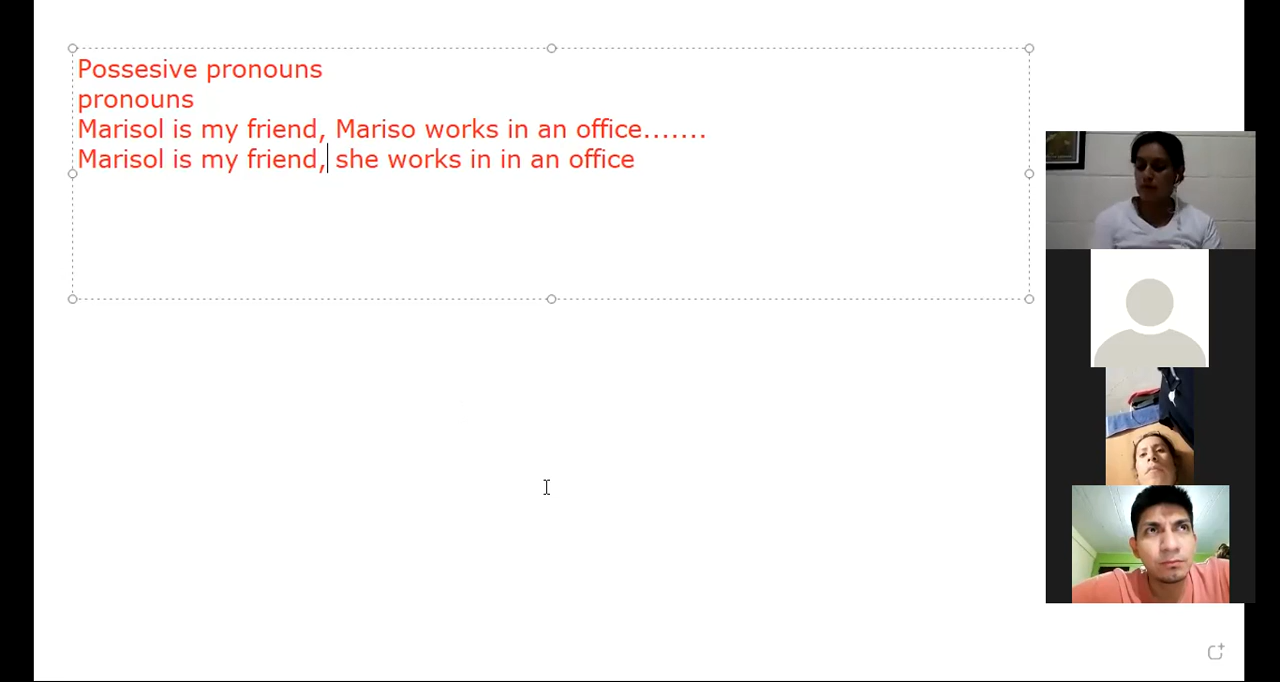 Possesive pronouns
pronouns
Marisol is my friend, Mariso works in an office.......
Marisol is my friend, she works in in an office